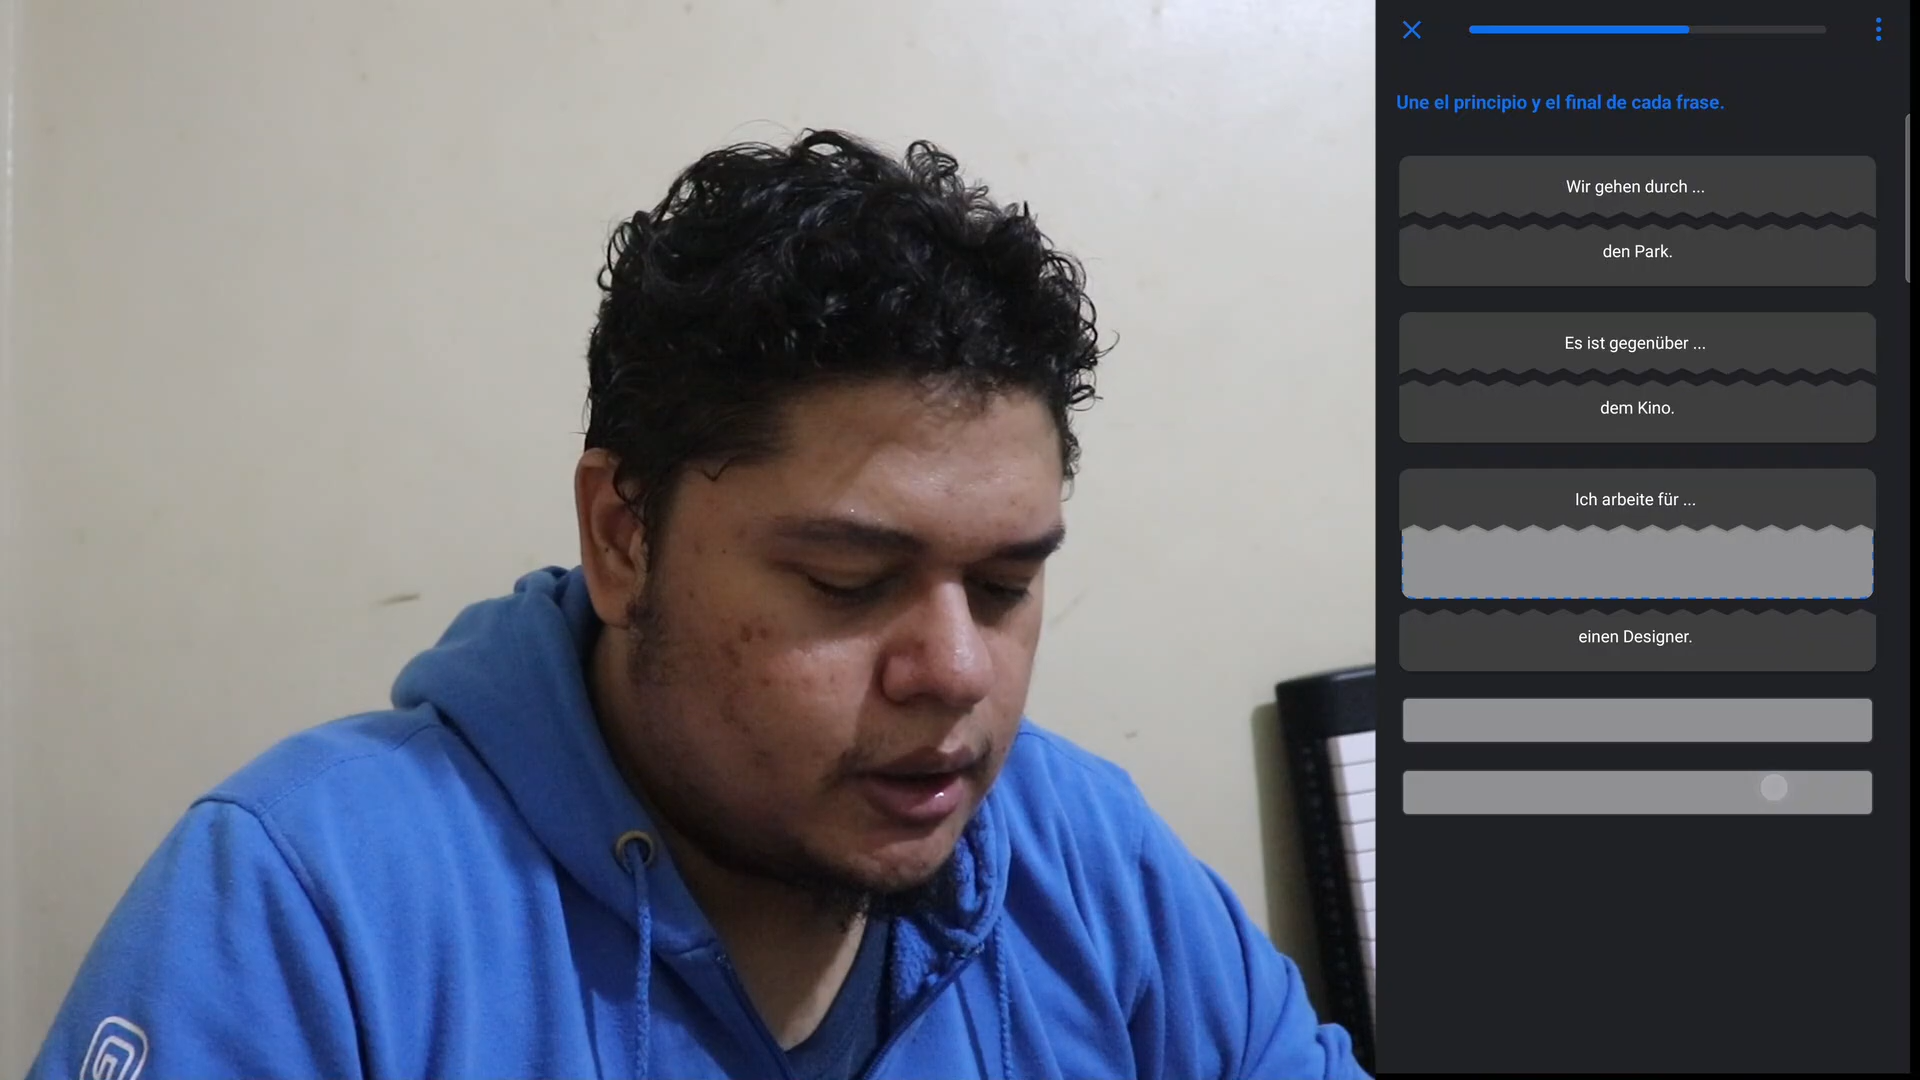 Une el principio y el final de cada frase.
Wir gehen durch ...
den Park.
Es ist gegenüber ...
dem Kino.
Ich arbeite für ...
einen Designer.